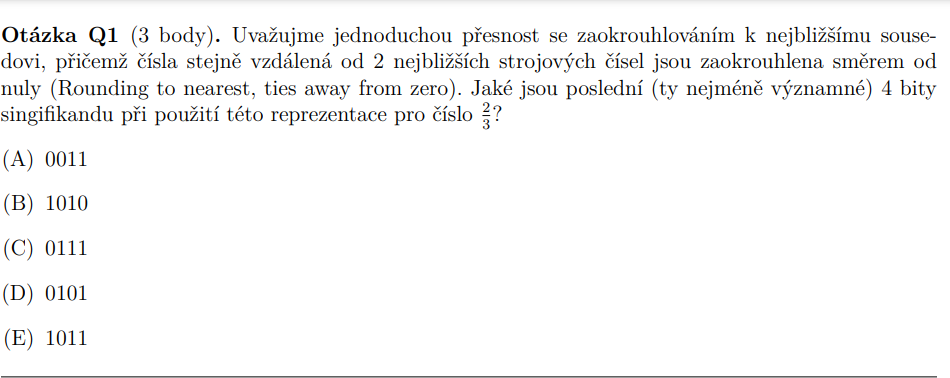 Otázka Q1 (3 body). Uvažujme jednoduchou přesnost se zaokrouhlováním k nejbližšímu souse-
dovi, přičemž čísla stejně vzdálená od 2 nejbližších strojových čísel jsou zaokrouhlena směrem od
nuly (Rounding to nearest, ties away from zero). Jaké jsou poslední (ty nejméně významné) 4 bity
singifikandu při použití této reprezentace pro číslo 2/3?
(A) 0011
(B) 1010
(C) 0111
(D) 0101
(E) 1011